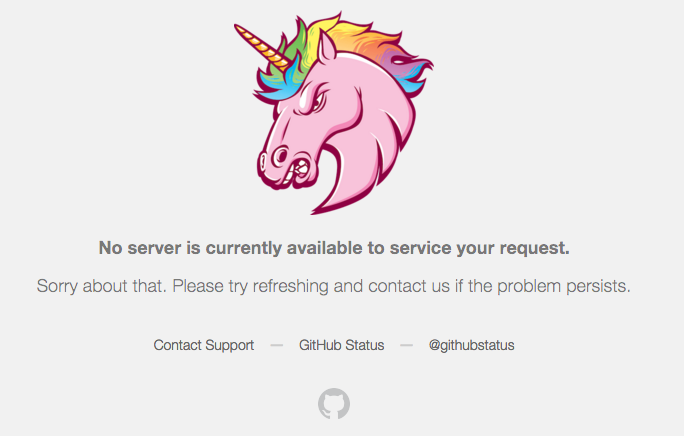 No server is currently available to service your request.
Sorry about that. Please try refreshing and contact us if the problem persists.
Contact Support — GitHub Status — @githubstatus